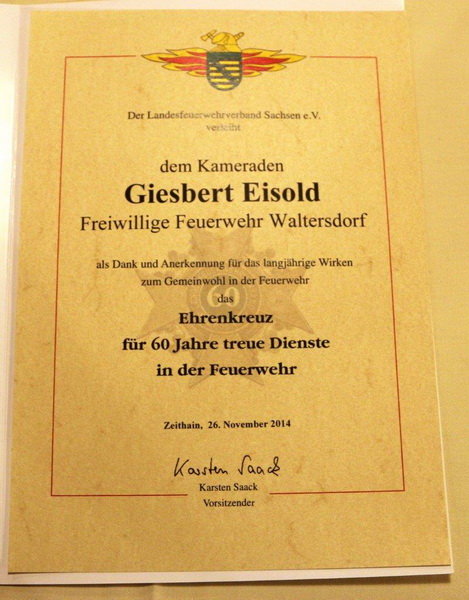 Der Landesfeuerwehrverband Sachsen e.V.
verleiht
dem Kameraden
Giesbert Eisold
Freiwillige Feuerwehr Waltersdorf
als Dank und Anerkennung für das langjährige Wirken
zum Gemeinwohl in der Feuerwehr
das
60
Ehrenkreuz
für 60 Jahre treue Dienste
in der Feuerwehr
Zeithain, 26. November 2014
Karsten Saack
Karsten Saack
Vorsitzender